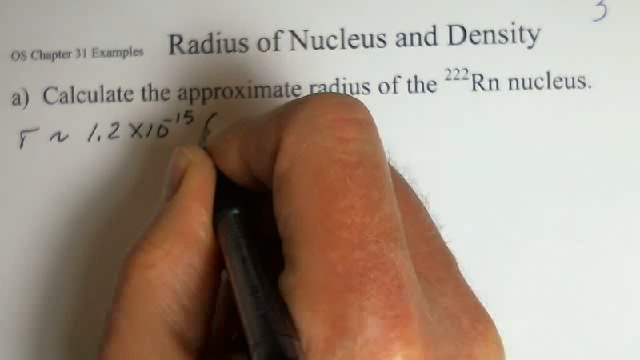 3
OS Chapter 31 Examples Radius of Nucleus and Density
a) Calculate the approximate radius of the ²²²Rn nucleus.
r ~ 1.2 × 10⁻¹⁵ (